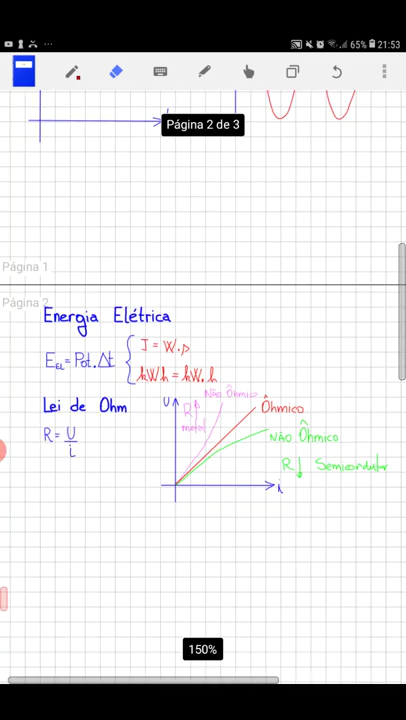 65% 21:53
Página 2 de 3
Página 1
Página 2
Energia Elétrica
E_EL = Pot. Δt { J = W.s
kWh = kW.h
Lei de Ohm
R = U/i
U
R↑ metal
NÃO Ôhmico
Ôhmico
NÃO Ôhmico
R↓ Semicondutor
i
150%